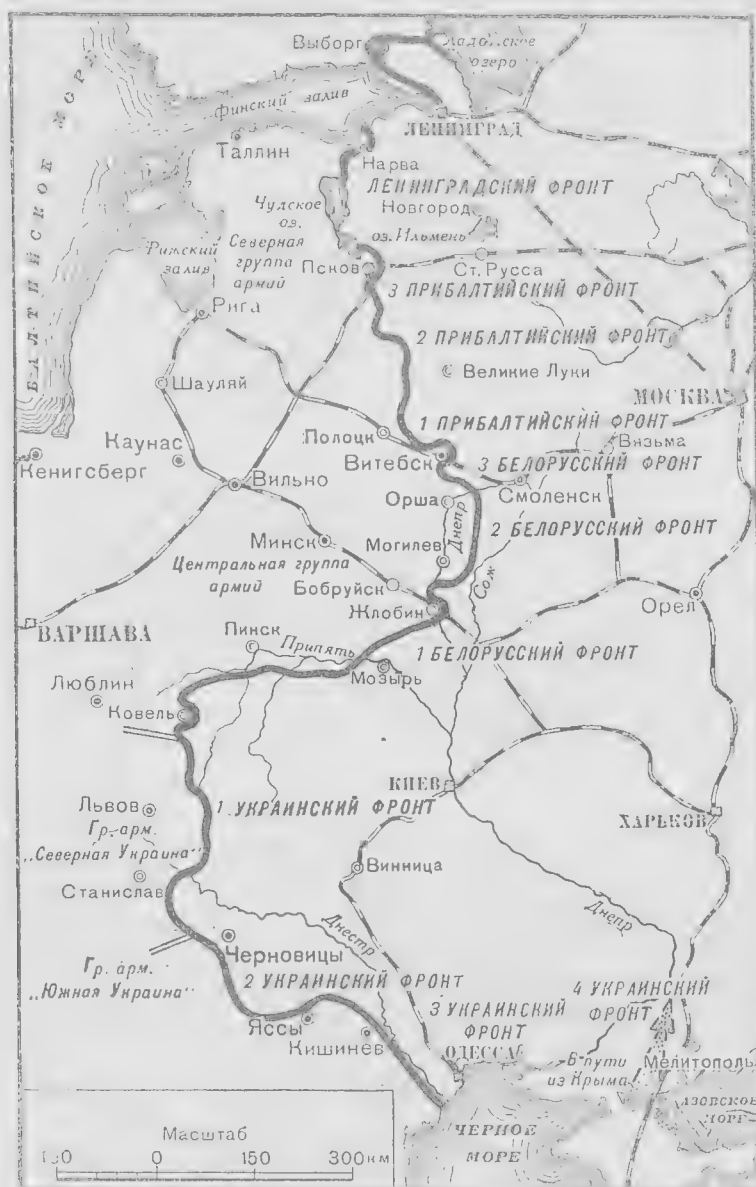 Выборг
Ладожское
озеро
Финский залив
ЛЕНИНГРАД
Таллин
Нарва
БАЛТИЙСКОЕ МОРЕ
ЛЕНИНГРАДСКИЙ ФРОНТ
Чудское
оз.
Новгород
оз. Ильмень
Рижский
залив
Северная
группа
армий
Псков
Ст. Русса
3 ПРИБАЛТИЙСКИЙ ФРОНТ
Рига
2 ПРИБАЛТИЙСКИЙ ФРОНТ
Великие Луки
Шауляй
МОСКВА
1 ПРИБАЛТИЙСКИЙ ФРОНТ
Полоцк
Вязьма
Каунас
Витебск
3 БЕЛОРУССКИЙ ФРОНТ
Кенигсберг
Вильно
Смоленск
Орша
Днепр
2 БЕЛОРУССКИЙ ФРОНТ
Минск
Могилев
Центральная группа
армий
Сож
Бобруйск
Жлобин
Орел
ВАРШАВА
Пинск
Припять
1 БЕЛОРУССКИЙ ФРОНТ
Мозырь
Люблин
Ковель
КИЕВ
Львов
1. УКРАИНСКИЙ ФРОНТ
ХАРЬКОВ
Гр. арм.
„Северная Украина"
Винница
Станислав
Днестр
Днепр
Черновицы
Гр. арм.
„Южная Украина"
2 УКРАИНСКИЙ ФРОНТ
4 УКРАИНСКИЙ
ФРОНТ
3 УКРАИНСКИЙ
ФРОНТ
Яссы
Кишинев
ОДЕССА
В пути
из Крыма
Мелитополь
АЗОВСКОЕ
МОРЕ
ЧЕРНОЕ
МОРЕ
Масштаб
150 0 150 300км